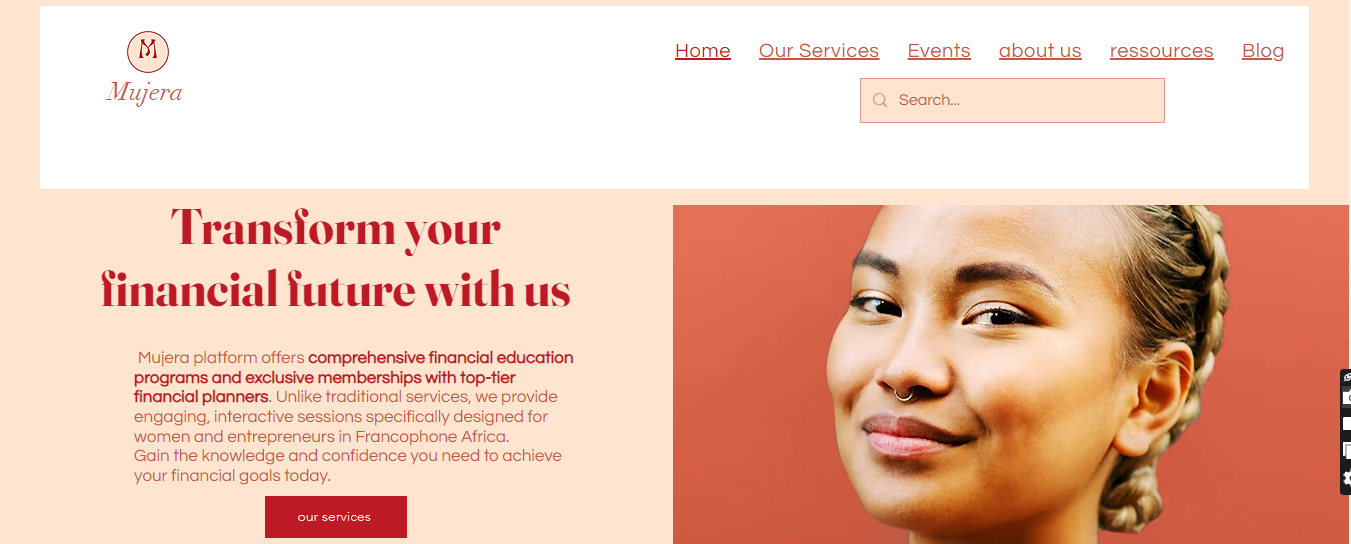 M
Mujera
Home Our Services Events about us ressources Blog
Search...
Transform your
financial future with us
Mujera platform offers comprehensive financial education
programs and exclusive memberships with top-tier
financial planners. Unlike traditional services, we provide
engaging, interactive sessions specifically designed for
women and entrepreneurs in Francophone Africa.
Gain the knowledge and confidence you need to achieve
your financial goals today.
our services